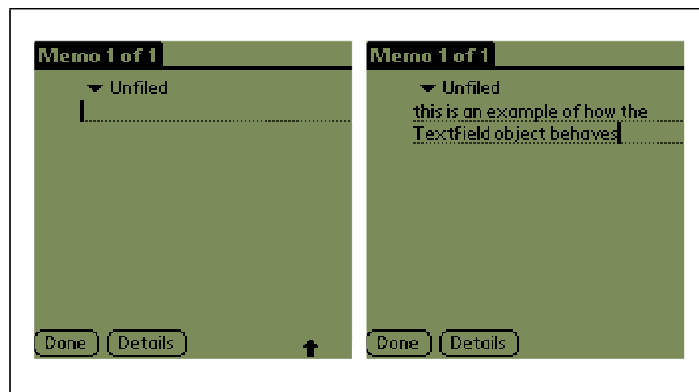 Memo 1 of 1
Unfiled
Done
Details
Memo 1 of 1
Unfiled
this is an example of how the
Textfield object behaves
Done
Details